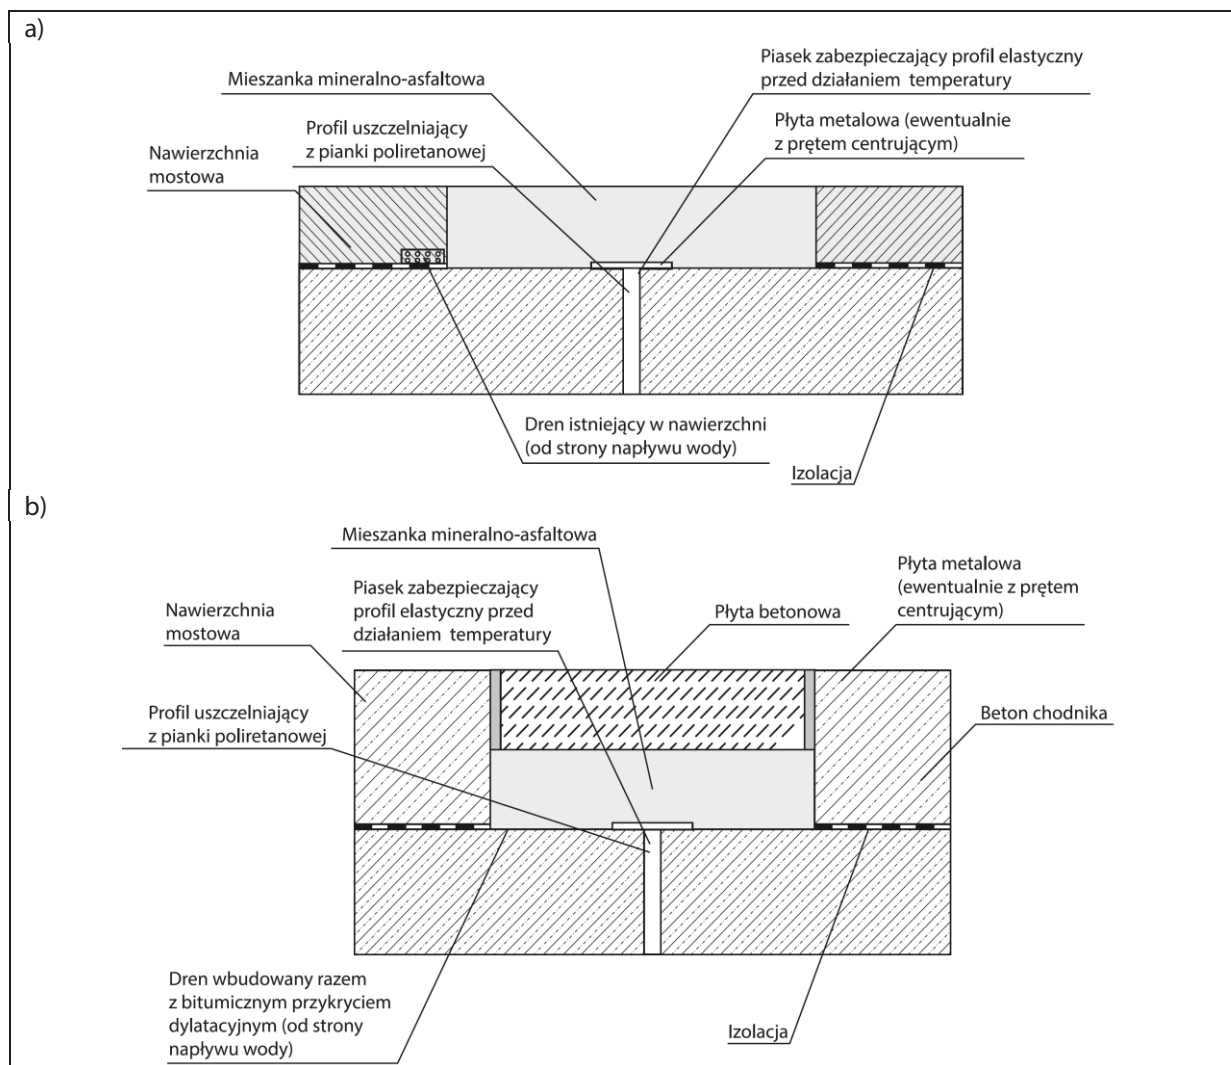 a)
Mieszanka mineralno-asfaltowa
Piasek zabezpieczający profil elastyczny
przed działaniem temperatury
Profil uszczelniający
z pianki poliretanowej
Płyta metalowa (ewentualnie
z prętem centrującym)
Nawierzchnia
mostowa
Dren istniejący w nawierzchni
(od strony napływu wody)
Izolacja
b)
Mieszanka mineralno-asfaltowa
Piasek zabezpieczający
profil elastyczny przed
działaniem temperatury
Płyta metalowa
(ewentualnie z prętem
centrującym)
Nawierzchnia
mostowa
Płyta betonowa
Profil uszczelniający
z pianki poliretanowej
Beton chodnika
Dren wbudowany razem
z bitumicznym przykryciem
dylatacyjnym (od strony
napływu wody)
Izolacja